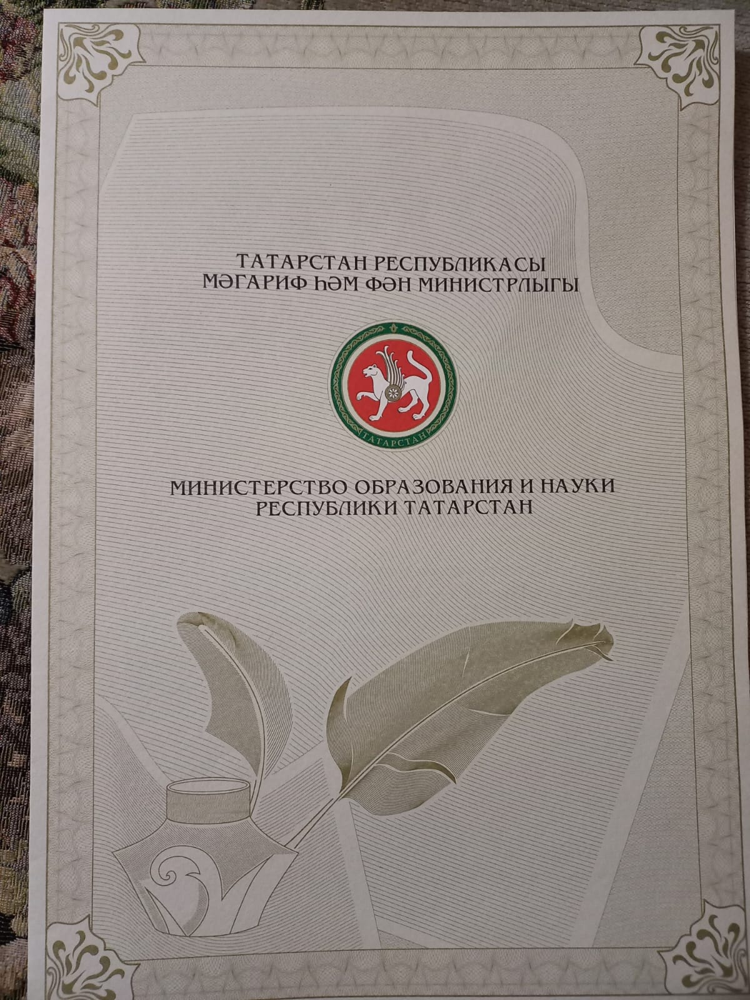 ТАТАРСТАН РЕСПУБЛИКАСЫ
МӘГАРИФ ҺӘМ ФӘН МИНИСТРЛЫГЫ
ТАТАРСТАН
МИНИСТЕРСТВО ОБРАЗОВАНИЯ И НАУКИ
РЕСПУБЛИКИ ТАТАРСТАН